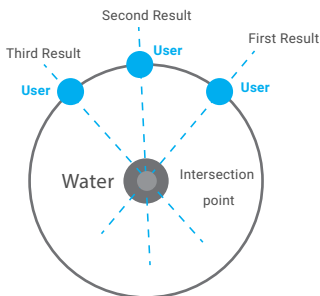 Second Result
First Result
Third Result
User
User
User
Water
Intersection
point